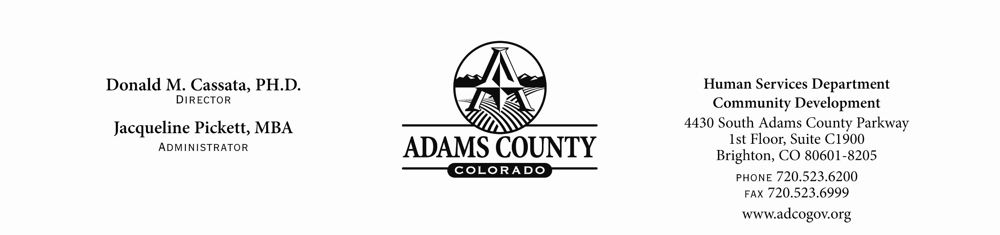 Donald M. Cassata, PH.D.
DIRECTOR
Jacqueline Pickett, MBA
ADMINISTRATOR
A
ADAMS COUNTY
COLORADO
Human Services Department
Community Development
4430 South Adams County Parkway
1st Floor, Suite C1900
Brighton, CO 80601-8205
PHONE 720.523.6200
FAX 720.523.6999
www.adcogov.org